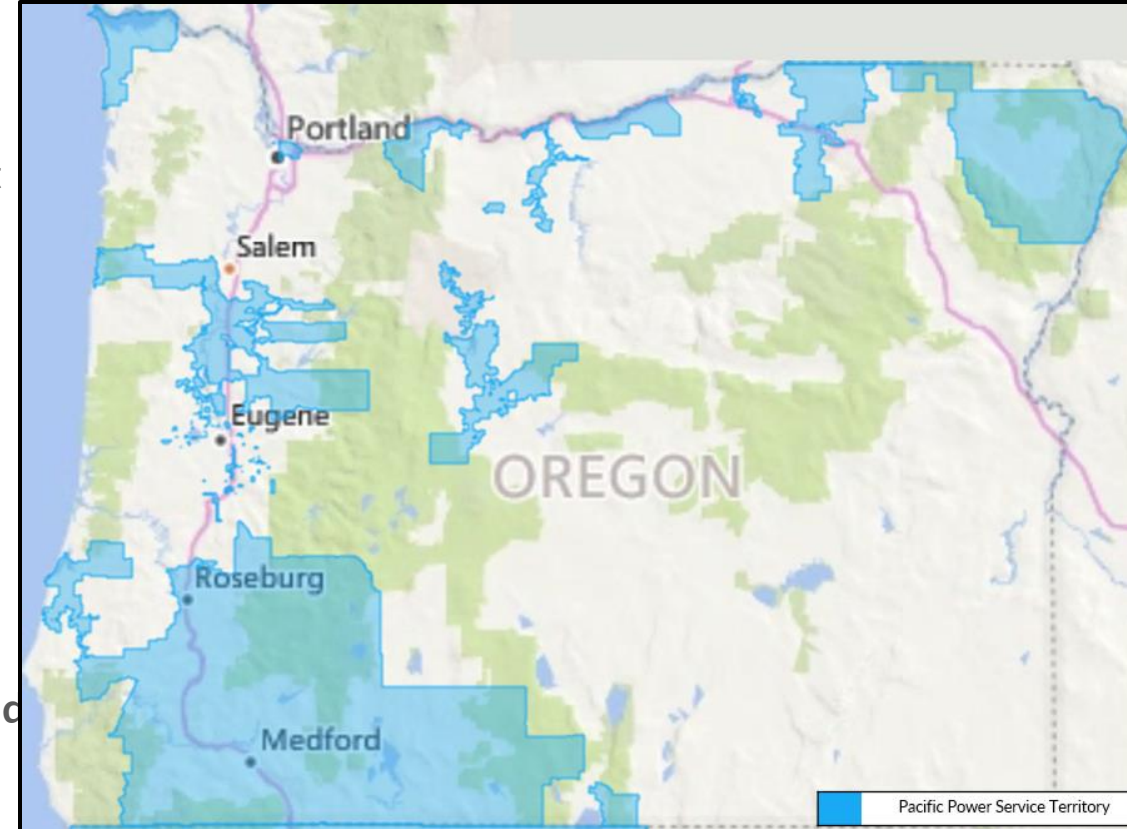 Portland
Salem
Eugene
OREGON
Roseburg
Medford
Pacific Power Service Territory